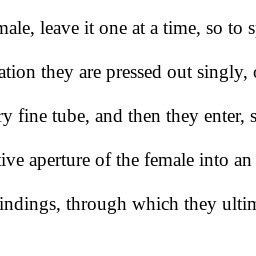 male, leave it one at a time, so to
ation they are pressed out singly,
ry fine tube, and then they enter,
tive aperture of the female into an
indings, through which they